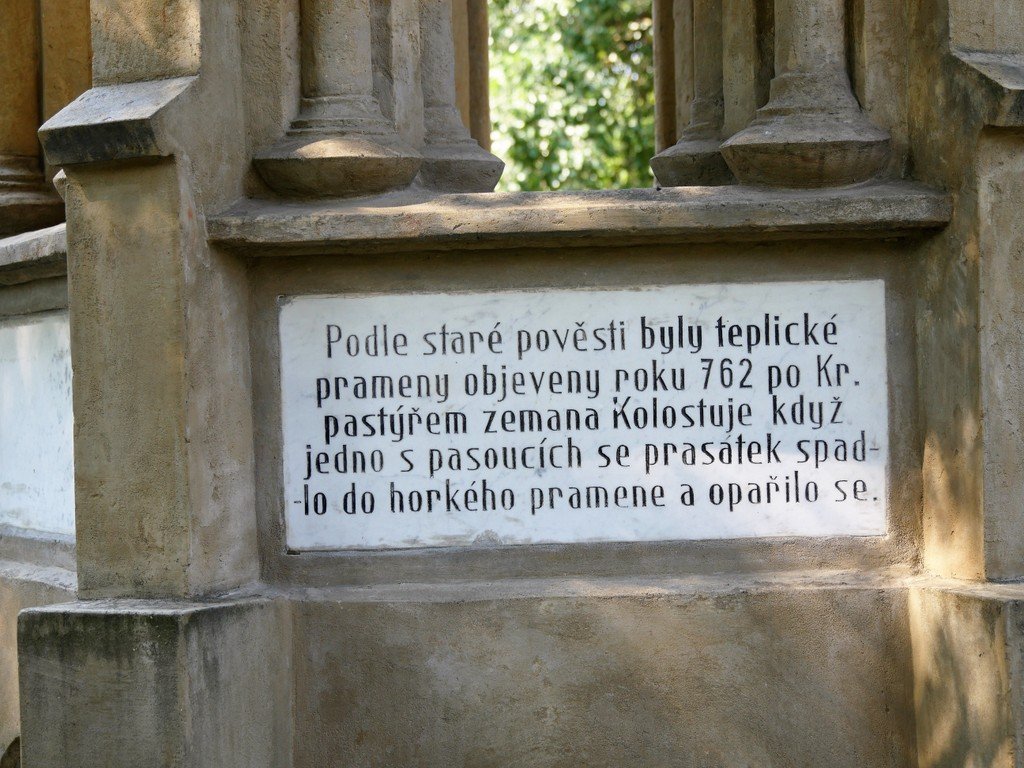 Podle staré pověsti byly teplické
prameny objeveny roku 762 po Kr.
pastýřem zemana Kolostuje když
jedno s pasoucích se prasátek spad-
-lo do horkého pramene a opařilo se.